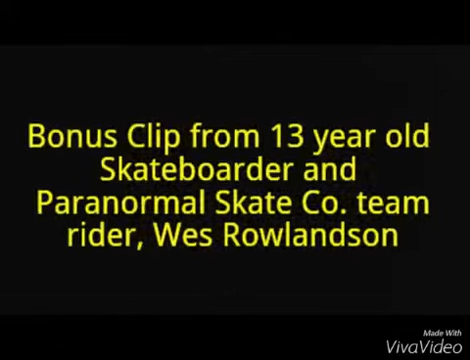 Bonus Clip from 13 year old
Skateboarder and
Paranormal Skate Co. team
rider, Wes Rowlandson
Made With
VivaVideo